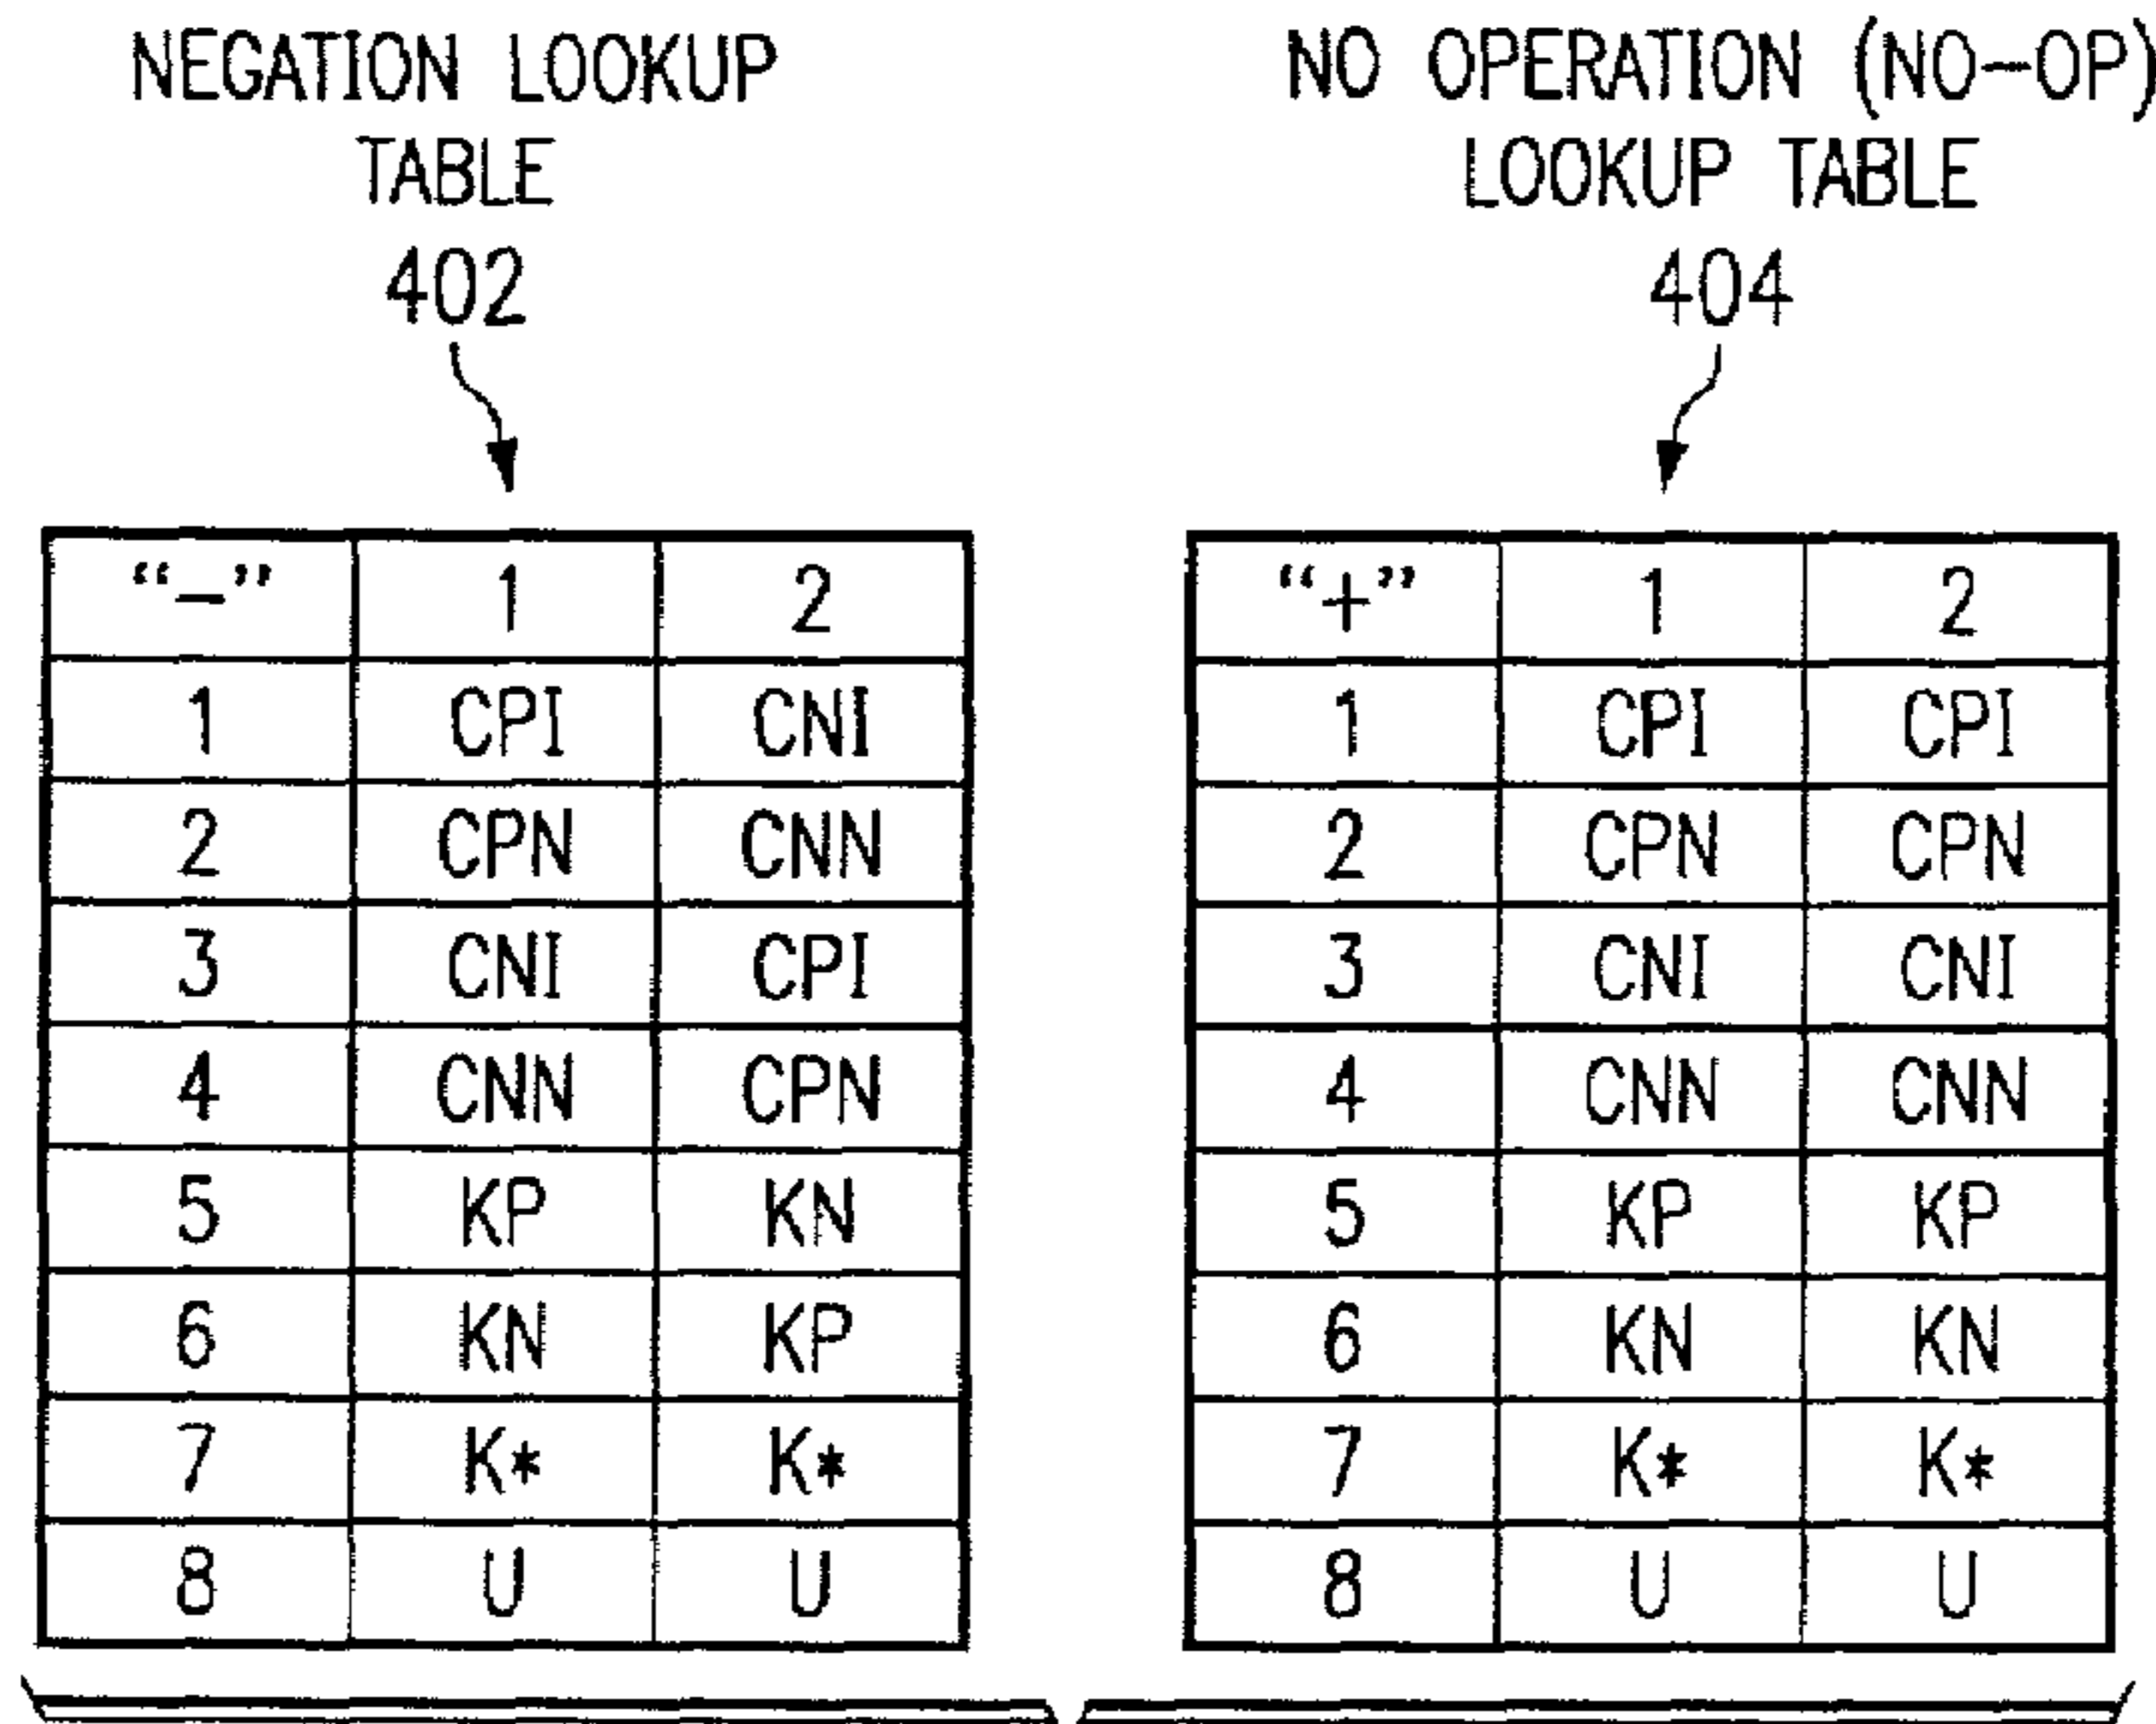 NEGATION LOOKUP
TABLE
402
“−” 1 2
1 CPI CNI
2 CPN CNN
3 CNI CPI
4 CNN CPN
5 KP KN
6 KN KP
7 K* K*
8 U U
NO OPERATION (NO-OP)
LOOKUP TABLE
404
“+” 1 2
1 CPI CPI
2 CPN CPN
3 CNI CNI
4 CNN CNN
5 KP KP
6 KN KN
7 K* K*
8 U U